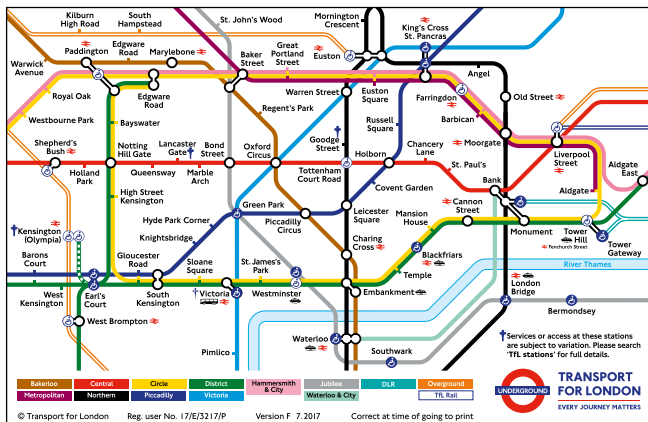 Kilburn
High Road
South
Hampstead
St. John's Wood
Mornington
Crescent
King's Cross
St. Pancras
Paddington
Edgware
Road
Marylebone
Baker
Street
Great
Portland
Street
Euston
Warwick
Avenue
Angel
Royal Oak
Edgware
Road
Warren Street
Euston
Square
Farringdon
Old Street
Westbourne Park
Regent's Park
Barbican
Bayswater
Russell
Square
Moorgate
Shepherd's
Bush
Notting
Hill Gate
Lancaster
Gate
Bond
Street
Oxford
Circus
Goodge
Street
Holborn
Chancery
Lane
Liverpool
Street
Aldgate
East
Holland
Park
Queensway
Marble
Arch
Tottenham
Court Road
St. Paul's
Bank
Aldgate
High Street
Kensington
Covent Garden
Green Park
Hyde Park Corner
Piccadilly
Circus
Leicester
Square
Mansion
House
Cannon
Street
Monument
Tower
Hill
Fenchurch Street
Tower
Gateway
Kensington
(Olympia)
Knightsbridge
Charing
Cross
Blackfriars
Barons
Court
Gloucester
Road
Sloane
Square
St. James's
Park
Temple
River Thames
West
Kensington
Earl's
Court
South
Kensington
Victoria
Westminster
Embankment
London
Bridge
Bermondsey
West Brompton
Waterloo
Pimlico
Southwark
Services or access at these stations
are subject to variation. Please search
'TfL stations' for full details.
Bakerloo
Central
Circle
District
Hammersmith
& City
Jubilee
DLR
Overground
Metropolitan
Northern
Piccadilly
Victoria
Waterloo & City
TfL Rail
UNDERGROUND
TRANSPORT
FOR LONDON
EVERY JOURNEY MATTERS
© Transport for London
Reg. user No. 17/E/3217/P
Version F 7.2017
Correct at time of going to print